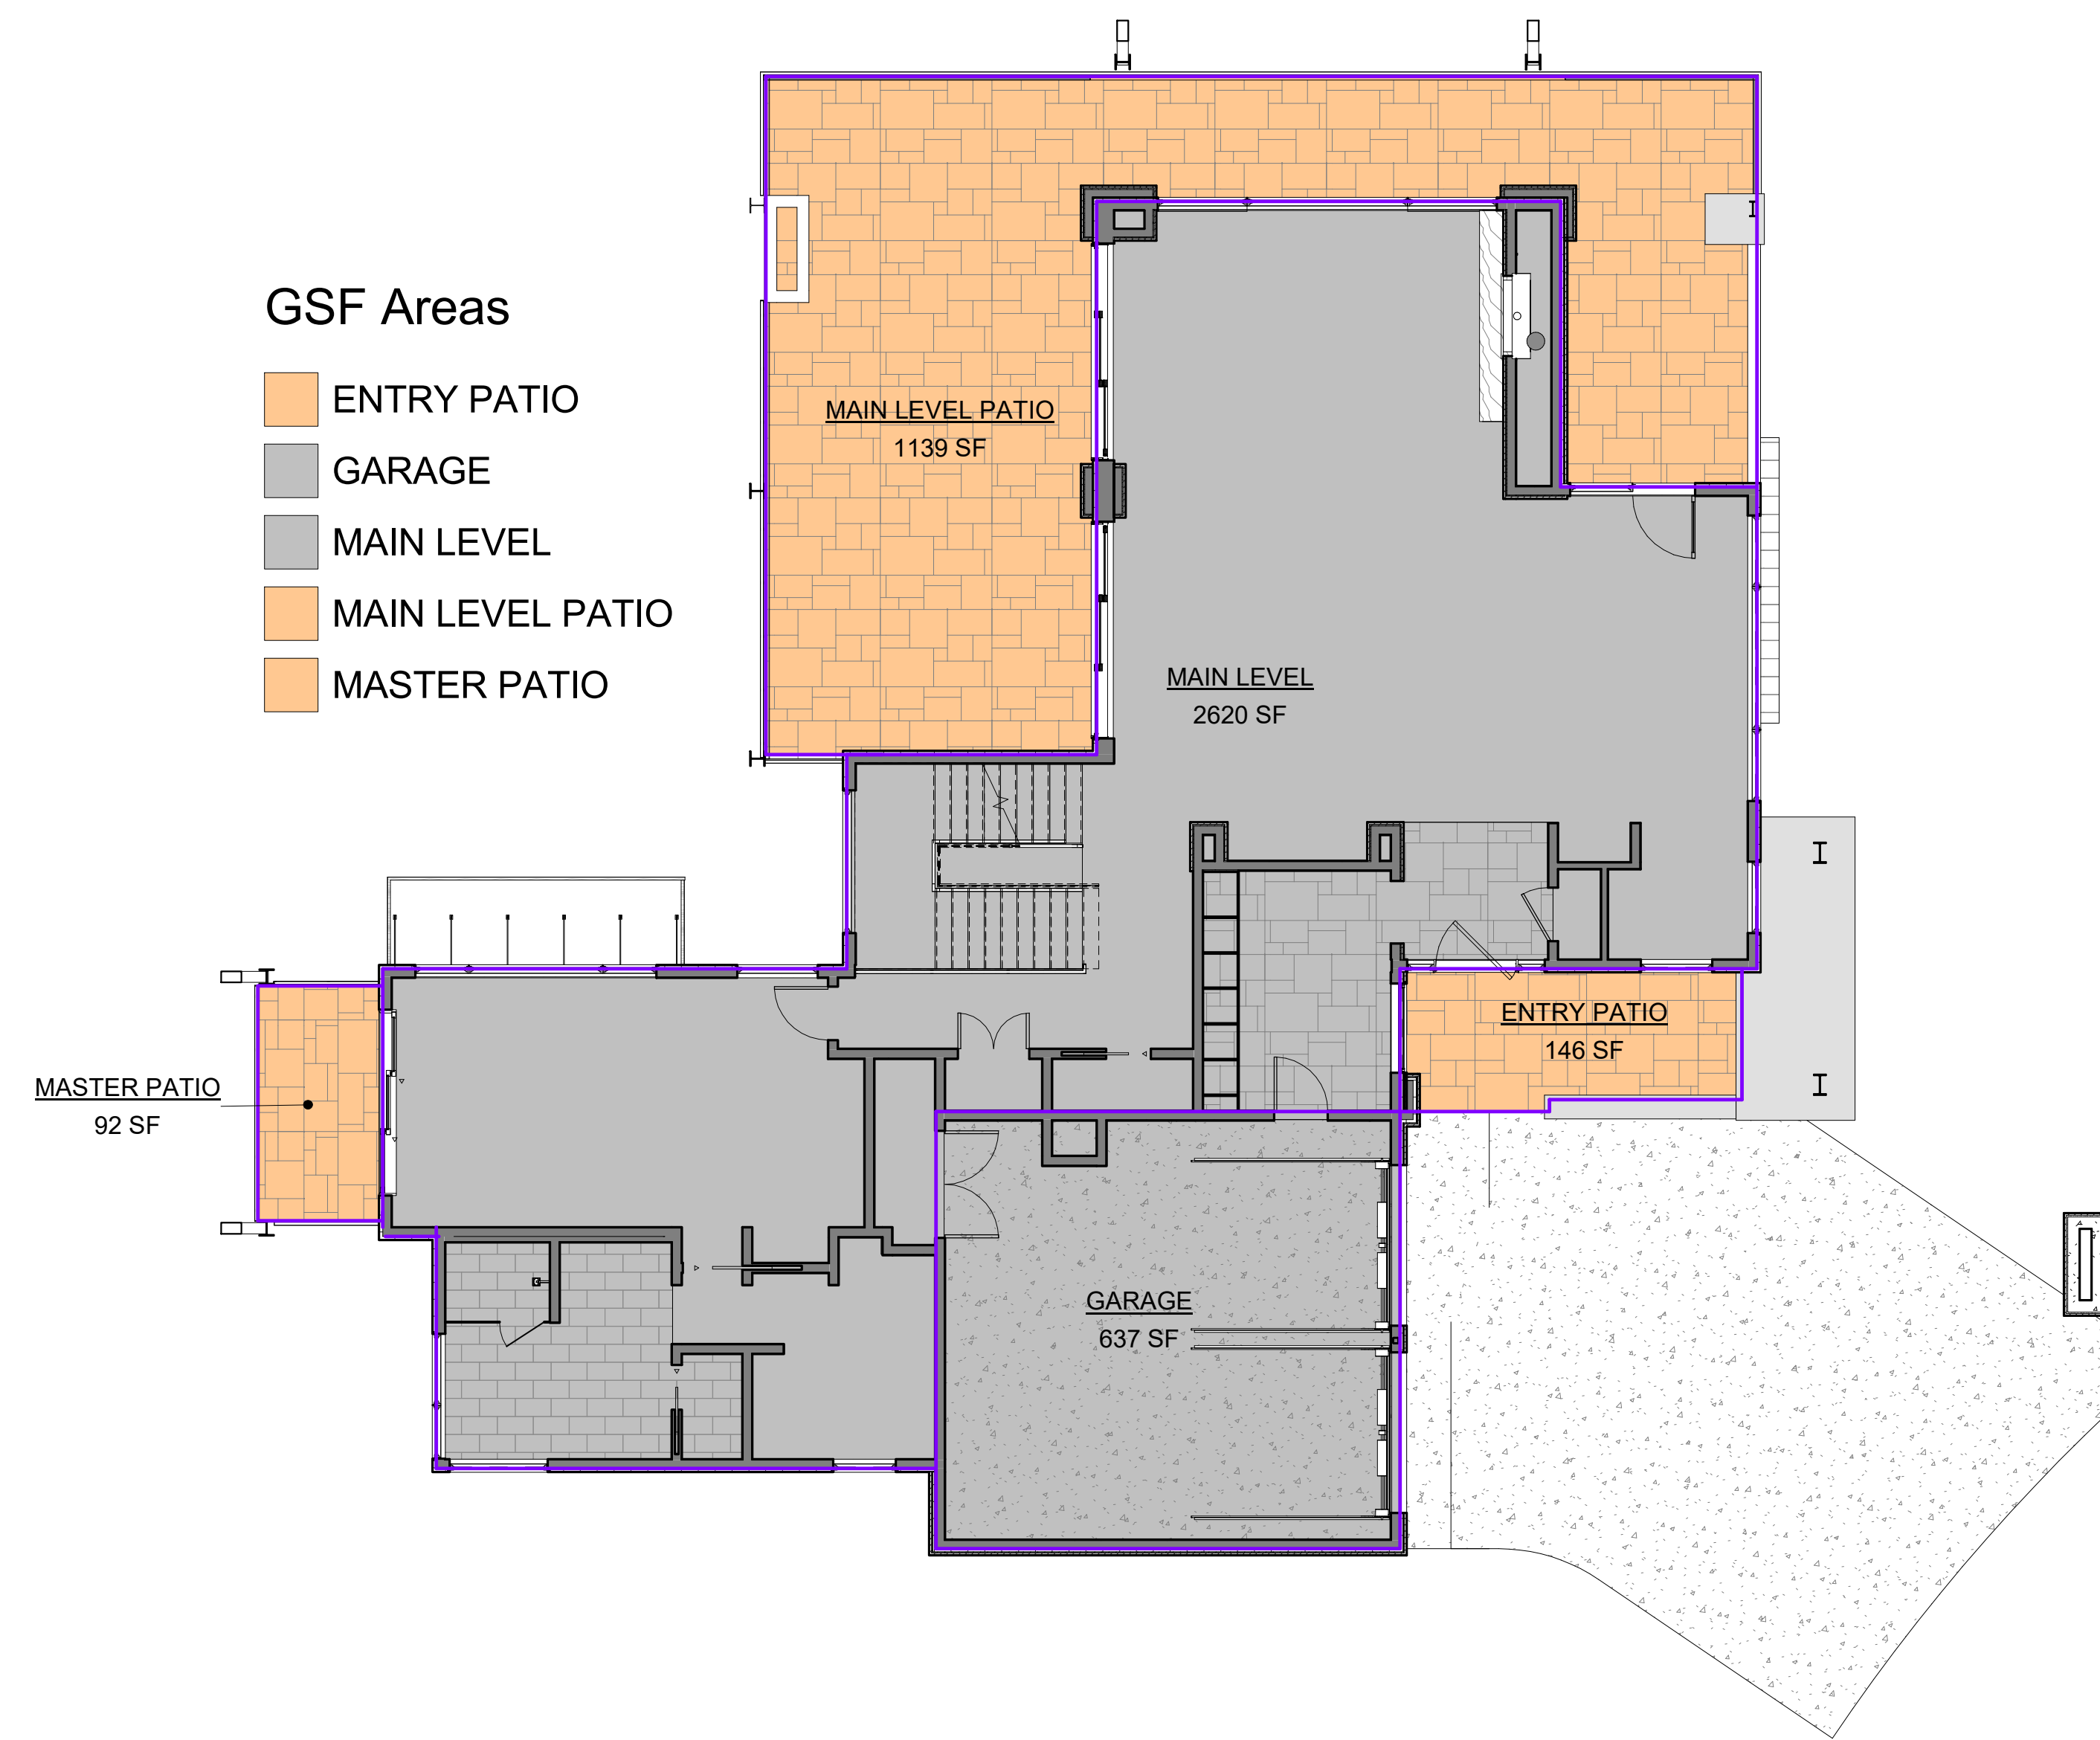 GSF Areas
ENTRY PATIO
GARAGE
MAIN LEVEL
MAIN LEVEL PATIO
MASTER PATIO
MAIN LEVEL PATIO
1139 SF
MAIN LEVEL
2620 SF
ENTRY PATIO
146 SF
MASTER PATIO
92 SF
GARAGE
637 SF